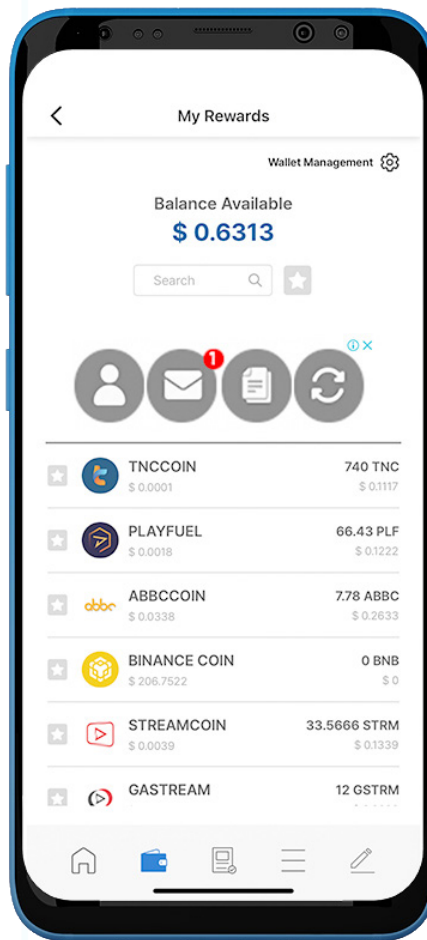 My Rewards
Wallet Management
Balance Available
$ 0.6313
Search
1
TNCCOIN 740 TNC
$ 0.0001 $ 0.1117
PLAYFUEL 66.43 PLF
$ 0.0018 $ 0.1222
abbc ABBCCOIN 7.78 ABBC
$ 0.0338 $ 0.2633
BINANCE COIN 0 BNB
$ 206.7522 $ 0
STREAMCOIN 33.5666 STRM
$ 0.0039 $ 0.1339
GASTREAM 12 GSTRM